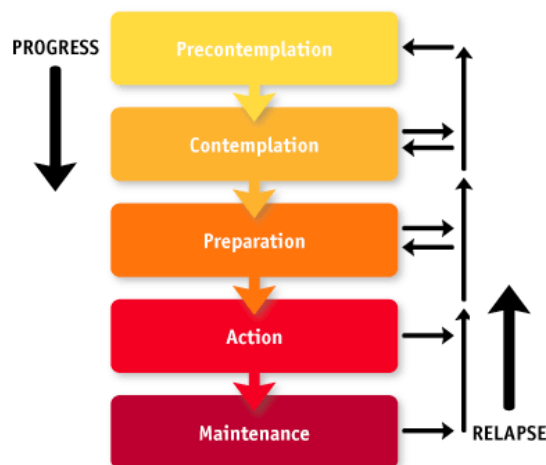 PROGRESS
Precontemplation
Contemplation
Preparation
Action
Maintenance
RELAPSE